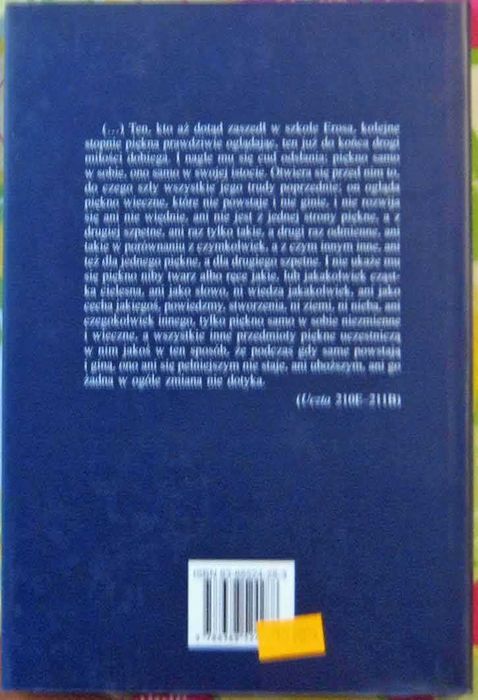 (...) Ten, kto aż dotąd zaszedł w szkole Erosa, kolejne
stopnie piękna prawdziwie oglądając, ten już do końca drogi
miłości dobiega. I nagle mu się cud odsłania, piękno samo
w sobie, ono samo w swojej istocie. Otwiera się przed nim to,
do czego szły wszystkie jego trudy poprzednie; on ogląda
piękno wieczne, które nie powstaje i nie ginie, i nie rozwija
się ani nie więdnie, ani nie jest z jednej strony piękne, a z
drugiej szpetne, ani raz tylko takie, a drugi raz odmienne, ani
takie w porównaniu z czymkolwiek, a z czym innym inne, ani
też dla jednego piękne, a dla drugiego szpetne. I nie ukaże mu
się piękno niby twarz albo ręce jakie, lub jakakolwiek cząst-
ka cielesna, ani jako słowo, ni wiedza jakakolwiek, ani jako
cecha jakiegoś, powiedzmy, stworzenia, ni ziemi, ni nieba, ani
czegokolwiek innego, tylko piękno samo w sobie niezmienne
i wieczne, a wszystkie inne przedmioty piękne uczestniczą
w nim jakoś w ten sposób, że podczas gdy same powstają
i giną, ono ani się pełniejszym nie staje, ani uboższym, ani go
żadna w ogóle zmiana nie dotyka.
(Uczta 210E–211B)
ISBN